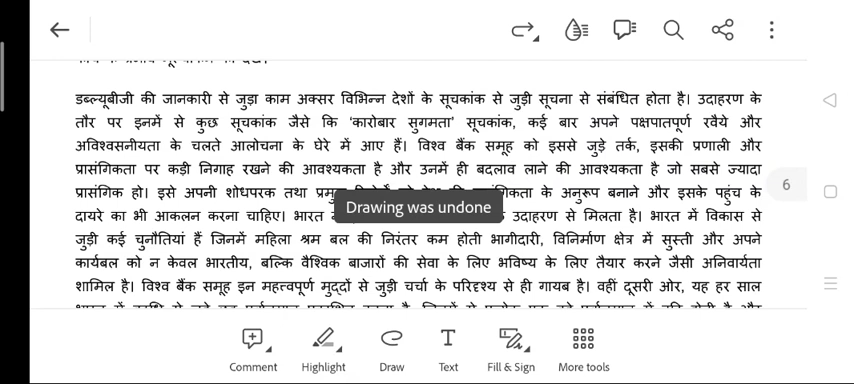 डब्ल्यूबीजी की जानकारी से जुड़ा काम अक्सर विभिन्न देशों के सूचकांक से जुड़ी सूचना से संबंधित होता है। उदाहरण के
तौर पर इनमें से कुछ सूचकांक जैसे कि 'कारोबार सुगमता' सूचकांक, कई बार अपने पक्षपातपूर्ण रवैये और
अविश्वसनीयता के चलते आलोचना के घेरे में आए हैं। विश्व बैंक समूह को इससे जुड़े तर्क, इसकी प्रणाली और
प्रासंगिकता पर कड़ी निगाह रखने की आवश्यकता है और उनमें ही बदलाव लाने की आवश्यकता है जो सबसे ज्यादा
प्रासंगिक हो। इसे अपनी शोधपरक तथा के अनुरूप बनाने और इसके पहुंच के
6
Drawing was undone
दायरे का भी आकलन करना चाहिए। भारत उदाहरण से मिलता है। भारत में विकास से
जुड़ी कई चुनौतियां हैं जिनमें महिला श्रम बल की निरंतर कम होती भागीदारी, विनिर्माण क्षेत्र में सुस्ती और अपने
कार्यबल को न केवल भारतीय, बल्कि वैश्विक बाजारों की सेवा के लिए भविष्य के लिए तैयार करने जैसी अनिवार्यता
शामिल है। विश्व बैंक समूह इन महत्त्वपूर्ण मुद्दों से जुड़ी चर्चा के परिदृश्य से ही गायब है। वहीं दूसरी ओर, यह हर साल
Comment Highlight Draw Text Fill & Sign More tools